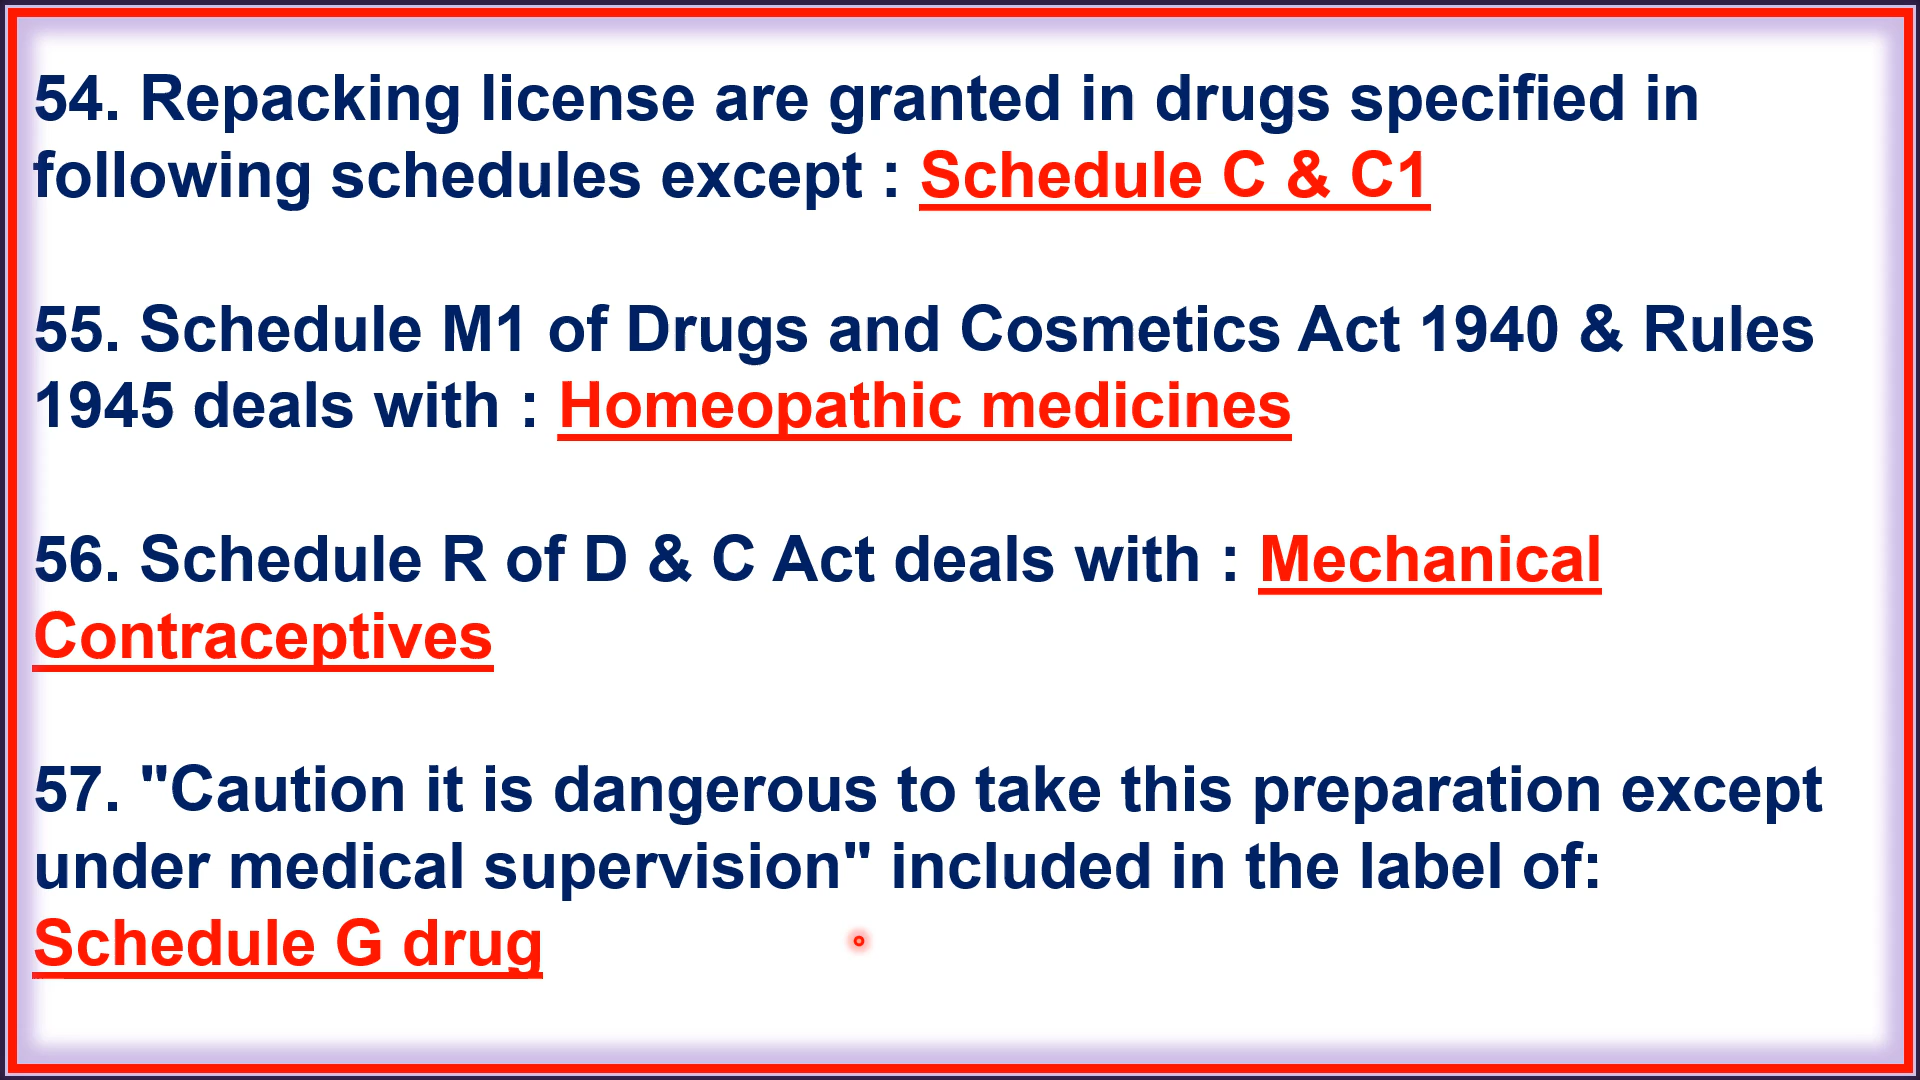 54. Repacking license are granted in drugs specified in
following schedules except : Schedule C & C1
55. Schedule M1 of Drugs and Cosmetics Act 1940 & Rules
1945 deals with : Homeopathic medicines
56. Schedule R of D & C Act deals with : Mechanical
Contraceptives
57. "Caution it is dangerous to take this preparation except
under medical supervision" included in the label of:
Schedule G drug